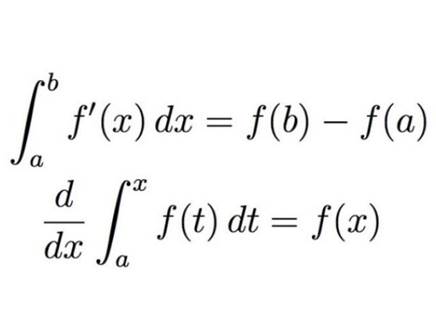 ∫_a^b f′(x) dx = f(b) − f(a)
d/dx ∫_a^x f(t) dt = f(x)